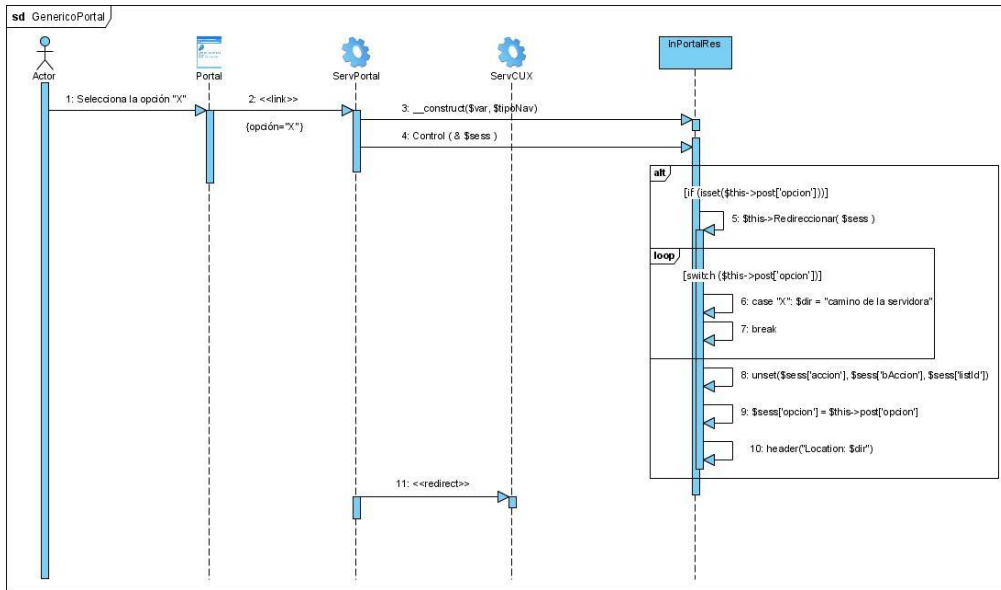 sd GenericoPortal
Actor
Portal
ServPortal
ServCUX
InPortalRes
1: Selecciona la opción "X"
2: <<link>>
{opción="X"}
3: __construct($var, $tipoNav)
4: Control ( & $sess )
alt
[if (isset($this->post['opcion']))]
5: $this->Redireccionar( $sess )
loop
[switch ($this->post['opcion'])]
6: case "X": $dir = "camino de la servidora"
7: break
8: unset($sess['accion'], $sess['bAccion'], $sess['listId'])
9: $sess['opcion'] = $this->post['opcion']
10: header("Location: $dir")
11: <<redirect>>